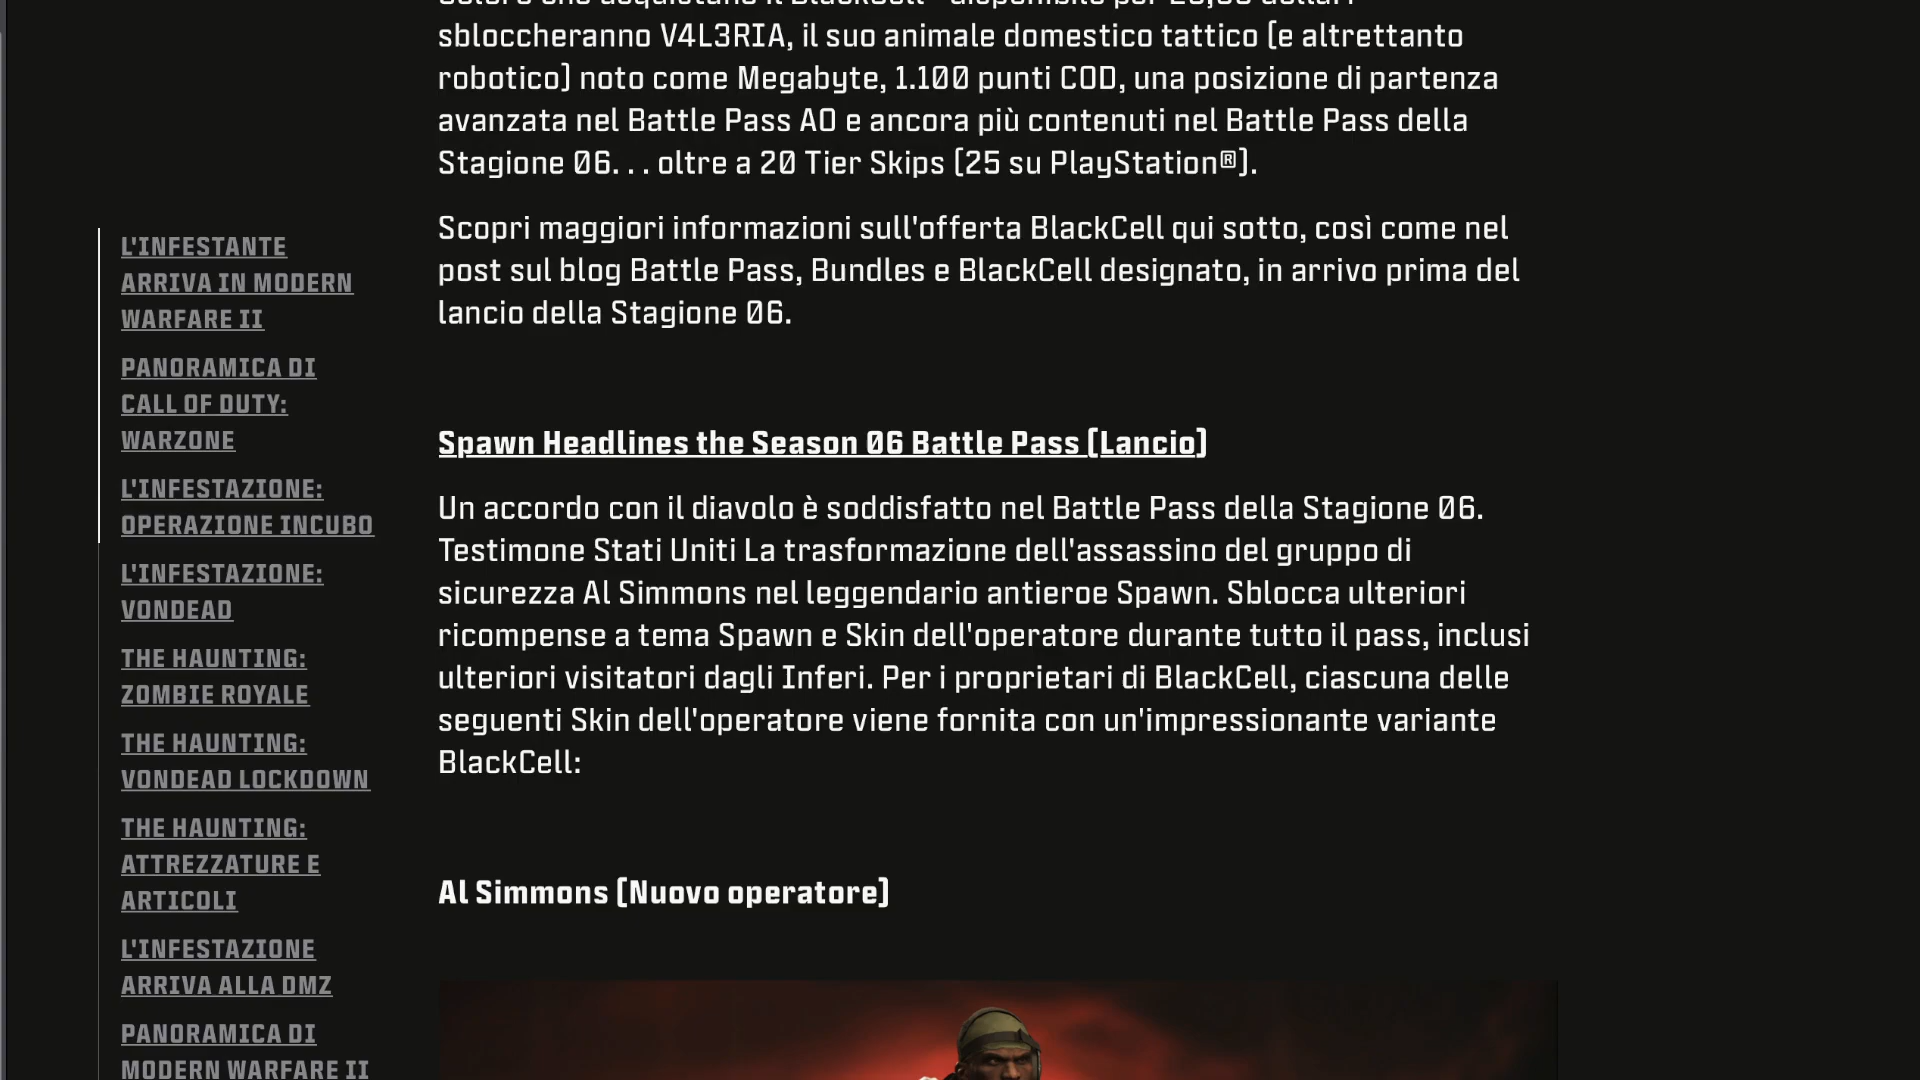 L'INFESTANTE
ARRIVA IN MODERN
WARFARE II
PANORAMICA DI
CALL OF DUTY:
WARZONE
L'INFESTAZIONE:
OPERAZIONE INCUBO
L'INFESTAZIONE:
VONDEAD
THE HAUNTING:
ZOMBIE ROYALE
THE HAUNTING:
VONDEAD LOCKDOWN
THE HAUNTING:
ATTREZZATURE E
ARTICOLI
L'INFESTAZIONE
ARRIVA ALLA DMZ
PANORAMICA DI
MODERN WARFARE II
sbloccheranno V4L3RIA, il suo animale domestico tattico (e altrettanto
robotico) noto come Megabyte, 1.100 punti COD, una posizione di partenza
avanzata nel Battle Pass AO e ancora più contenuti nel Battle Pass della
Stagione 06. . . oltre a 20 Tier Skips (25 su PlayStation®).
Scopri maggiori informazioni sull'offerta BlackCell qui sotto, così come nel
post sul blog Battle Pass, Bundles e BlackCell designato, in arrivo prima del
lancio della Stagione 06.
Spawn Headlines the Season 06 Battle Pass (Lancio)
Un accordo con il diavolo è soddisfatto nel Battle Pass della Stagione 06.
Testimone Stati Uniti La trasformazione dell'assassino del gruppo di
sicurezza Al Simmons nel leggendario antieroe Spawn. Sblocca ulteriori
ricompense a tema Spawn e Skin dell'operatore durante tutto il pass, inclusi
ulteriori visitatori dagli Inferi. Per i proprietari di BlackCell, ciascuna delle
seguenti Skin dell'operatore viene fornita con un'impressionante variante
BlackCell:
Al Simmons (Nuovo operatore)